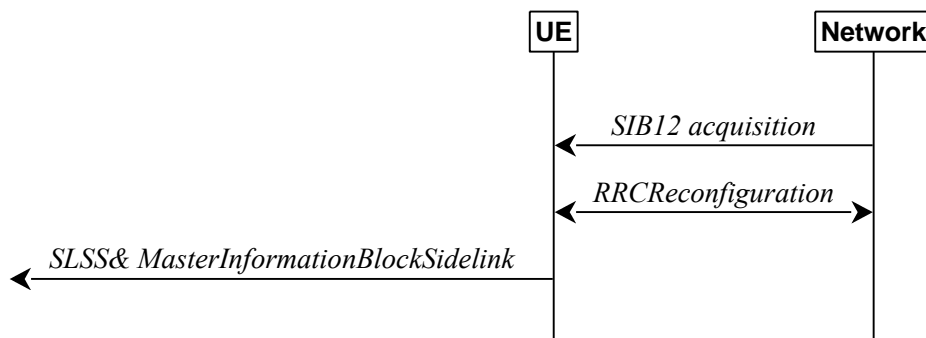 UE
Network
SIB12 acquisition
RRCReconfiguration
SLSS& MasterInformationBlockSidelink